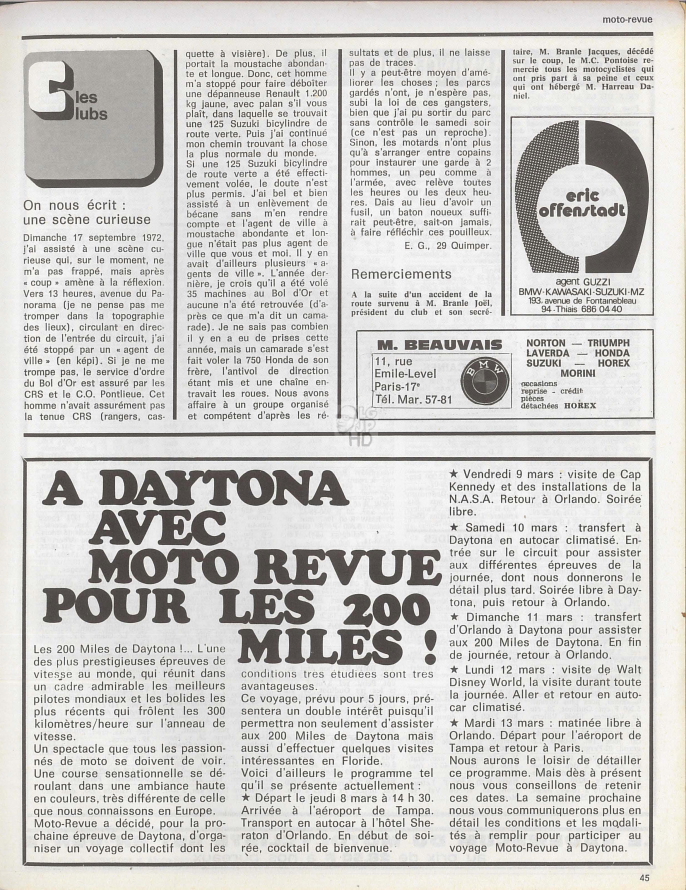 moto-revue
les
clubs
On nous écrit :
une scène curieuse
Dimanche 17 septembre 1972,
j'ai assisté à une scène cu-
rieuse qui, sur le moment, ne
m'a pas frappé, mais après
« coup » amène à la réflexion.
Vers 13 heures, avenue du Pa-
norama (je ne pense pas me
tromper dans la topographie
des lieux), circulant en direc-
tion de l'entrée du circuit, j'ai
été stoppé par un « agent de
ville » (en képi). Si je ne me
trompe pas, le service d'ordre
du Bol d'Or est assuré par les
CRS et le C.O. Pontlieue. Cet
homme n'avait assurément pas
la tenue CRS (rangers, cas-
quette à visière). De plus, il
portait la moustache abondan-
te et longue. Donc, cet homme
m'a stoppé pour faire déboîter
une dépanneuse Renault 1.200
kg jaune, avec palan s'il vous
plaît, dans laquelle se trouvait
une 125 Suzuki bicylindre de
route verte. Puis j'ai continué
mon chemin trouvant la chose
la plus normale du monde.
Si une 125 Suzuki bicylindre
de route verte a été effecti-
vement volée, le doute n'est
plus permis. J'ai bel et bien
assisté à un enlèvement de
bécane sans m'en rendre
compte et l'agent de ville à
moustache abondante et lon-
gue n'était pas plus agent de
ville que vous et moi. Il y en
avait d'ailleurs plusieurs « a-
gents de ville ». L'année der-
nière, je crois qu'il a été volé
35 machines au Bol d'Or et
aucune n'a été retrouvée (d'a-
près ce que m'a dit un cama-
rade). Je ne sais pas combien
il y en a eu de prises cette
année, mais un camarade s'est
fait voler la 750 Honda de son
frère, l'antivol de direction
étant mis et une chaîne en-
travait les roues. Nous avons
affaire à un groupe organisé
et compétent d'après les ré-
sultats et de plus, il ne laisse
pas de traces.
Il y a peut-être moyen d'amé-
liorer les choses ; les parcs
gardés n'ont, je n'espère pas,
subi la loi de ces gangsters,
bien que j'ai pu sortir du parc
sans contrôle le samedi soir
(ce n'est pas un reproche).
Sinon, les motards n'ont plus
qu'à s'arranger entre copains
pour instaurer une garde à 2
hommes, un peu comme à
l'armée, avec relève toutes
les heures ou les deux heu-
res. Dais au lieu d'avoir un
fusil, un baton noueux suffi-
rait peut-être, sait-on jamais,
à faire réfléchir ces pouilleux.
E. G., 29 Quimper.
Remerciements
A la suite d'un accident de la
route survenu à M. Branle Joël,
président du club et son secré-
taire, M. Branle Jacques, décédé
sur le coup, le M.C. Pontoise re-
mercie tous les motocyclistes qui
ont pris part à sa peine et ceux
qui ont hébergé M. Harreau Da-
niel.
eric
offenstadt
agent GUZZI
BMW·KAWASAKI·SUZUKI·MZ
193. avenue de Fontainebleau
94 ·Thiais 686 04 40
M. BEAUVAIS
11, rue
Emile-Level
Paris-17e
Tél. Mar. 57-81
BMW
NORTON — TRIUMPH
LAVERDA — HONDA
SUZUKI — HOREX
MORINI
occasions
reprise - crédit
pièces
détachées HOREX
HD
A DAYTONA
AVEC
MOTO REVUE
POUR LES 200
MILES !
Les 200 Miles de Daytona !... L'une
des plus prestigieuses épreuves de
vitesse au monde, qui réunit dans
un cadre admirable les meilleurs
pilotes mondiaux et les bolides les
plus récents qui frôlent les 300
kilomètres/heure sur l'anneau de
vitesse.
Un spectacle que tous les passion-
nés de moto se doivent de voir.
Une course sensationnelle se dé-
roulant dans une ambiance haute
en couleurs, très différente de celle
que nous connaissons en Europe.
Moto-Revue a décidé, pour la pro-
chaine épreuve de Daytona, d'orga-
niser un voyage collectif dont les
conditions tres étudiées sont tres
avantageuses.
Ce voyage, prévu pour 5 jours, pré-
sentera un double intérêt puisqu'il
permettra non seulement d'assister
aux 200 Miles de Daytona mais
aussi d'effectuer quelques visites
intéressantes en Floride.
Voici d'ailleurs le programme tel
qu'il se présente actuellement :
★ Départ le jeudi 8 mars à 14 h 30.
Arrivée à l'aéroport de Tampa.
Transport en autocar à l'hôtel She-
raton d'Orlando. En début de soi-
rée, cocktail de bienvenue.
★ Vendredi 9 mars : visite de Cap
Kennedy et des installations de la
N.A.S.A. Retour à Orlando. Soirée
libre.
★ Samedi 10 mars : transfert à
Daytona en autocar climatisé. En-
trée sur le circuit pour assister
aux différentes épreuves de la
journée, dont nous donnerons le
détail plus tard. Soirée libre à Day-
tona, puis retour à Orlando.
★ Dimanche 11 mars : transfert
d'Orlando à Daytona pour assister
aux 200 Miles de Daytona. En fin
de journée, retour à Orlando.
★ Lundi 12 mars : visite de Walt
Disney World, la visite durant toute
la journée. Aller et retour en auto-
car climatisé.
★ Mardi 13 mars : matinée libre à
Orlando. Départ pour l'aéroport de
Tampa et retour à Paris.
Nous aurons le loisir de détailler
ce programme. Mais dès à présent
nous vous conseillons de retenir
ces dates. La semaine prochaine
nous vous communiquerons plus en
détail les conditions et les modali-
tés à remplir pour participer au
voyage Moto-Revue à Daytona.
45